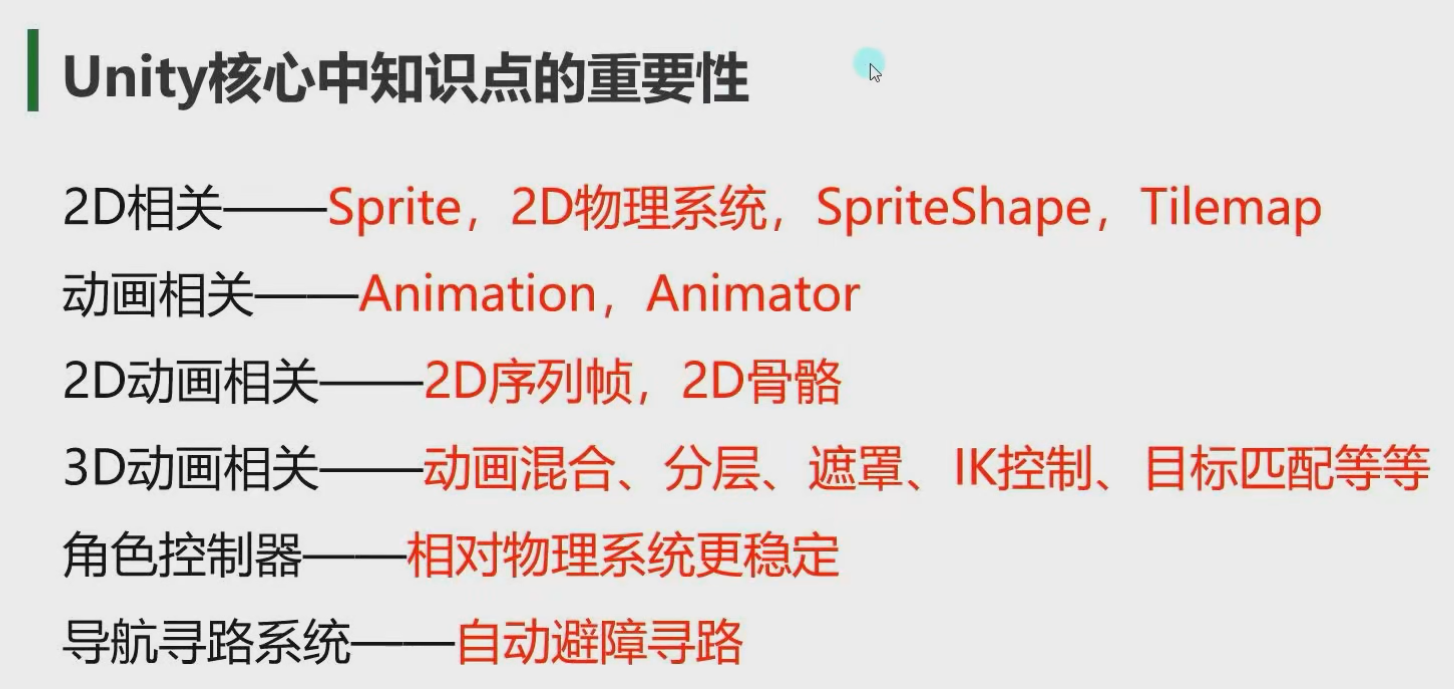 Unity核心中知识点的重要性
2D相关——Sprite，2D物理系统，SpriteShape，Tilemap
动画相关——Animation，Animator
2D动画相关——2D序列帧，2D骨骼
3D动画相关——动画混合、分层、遮罩、IK控制、目标匹配等等
角色控制器——相对物理系统更稳定
导航寻路系统——自动避障寻路